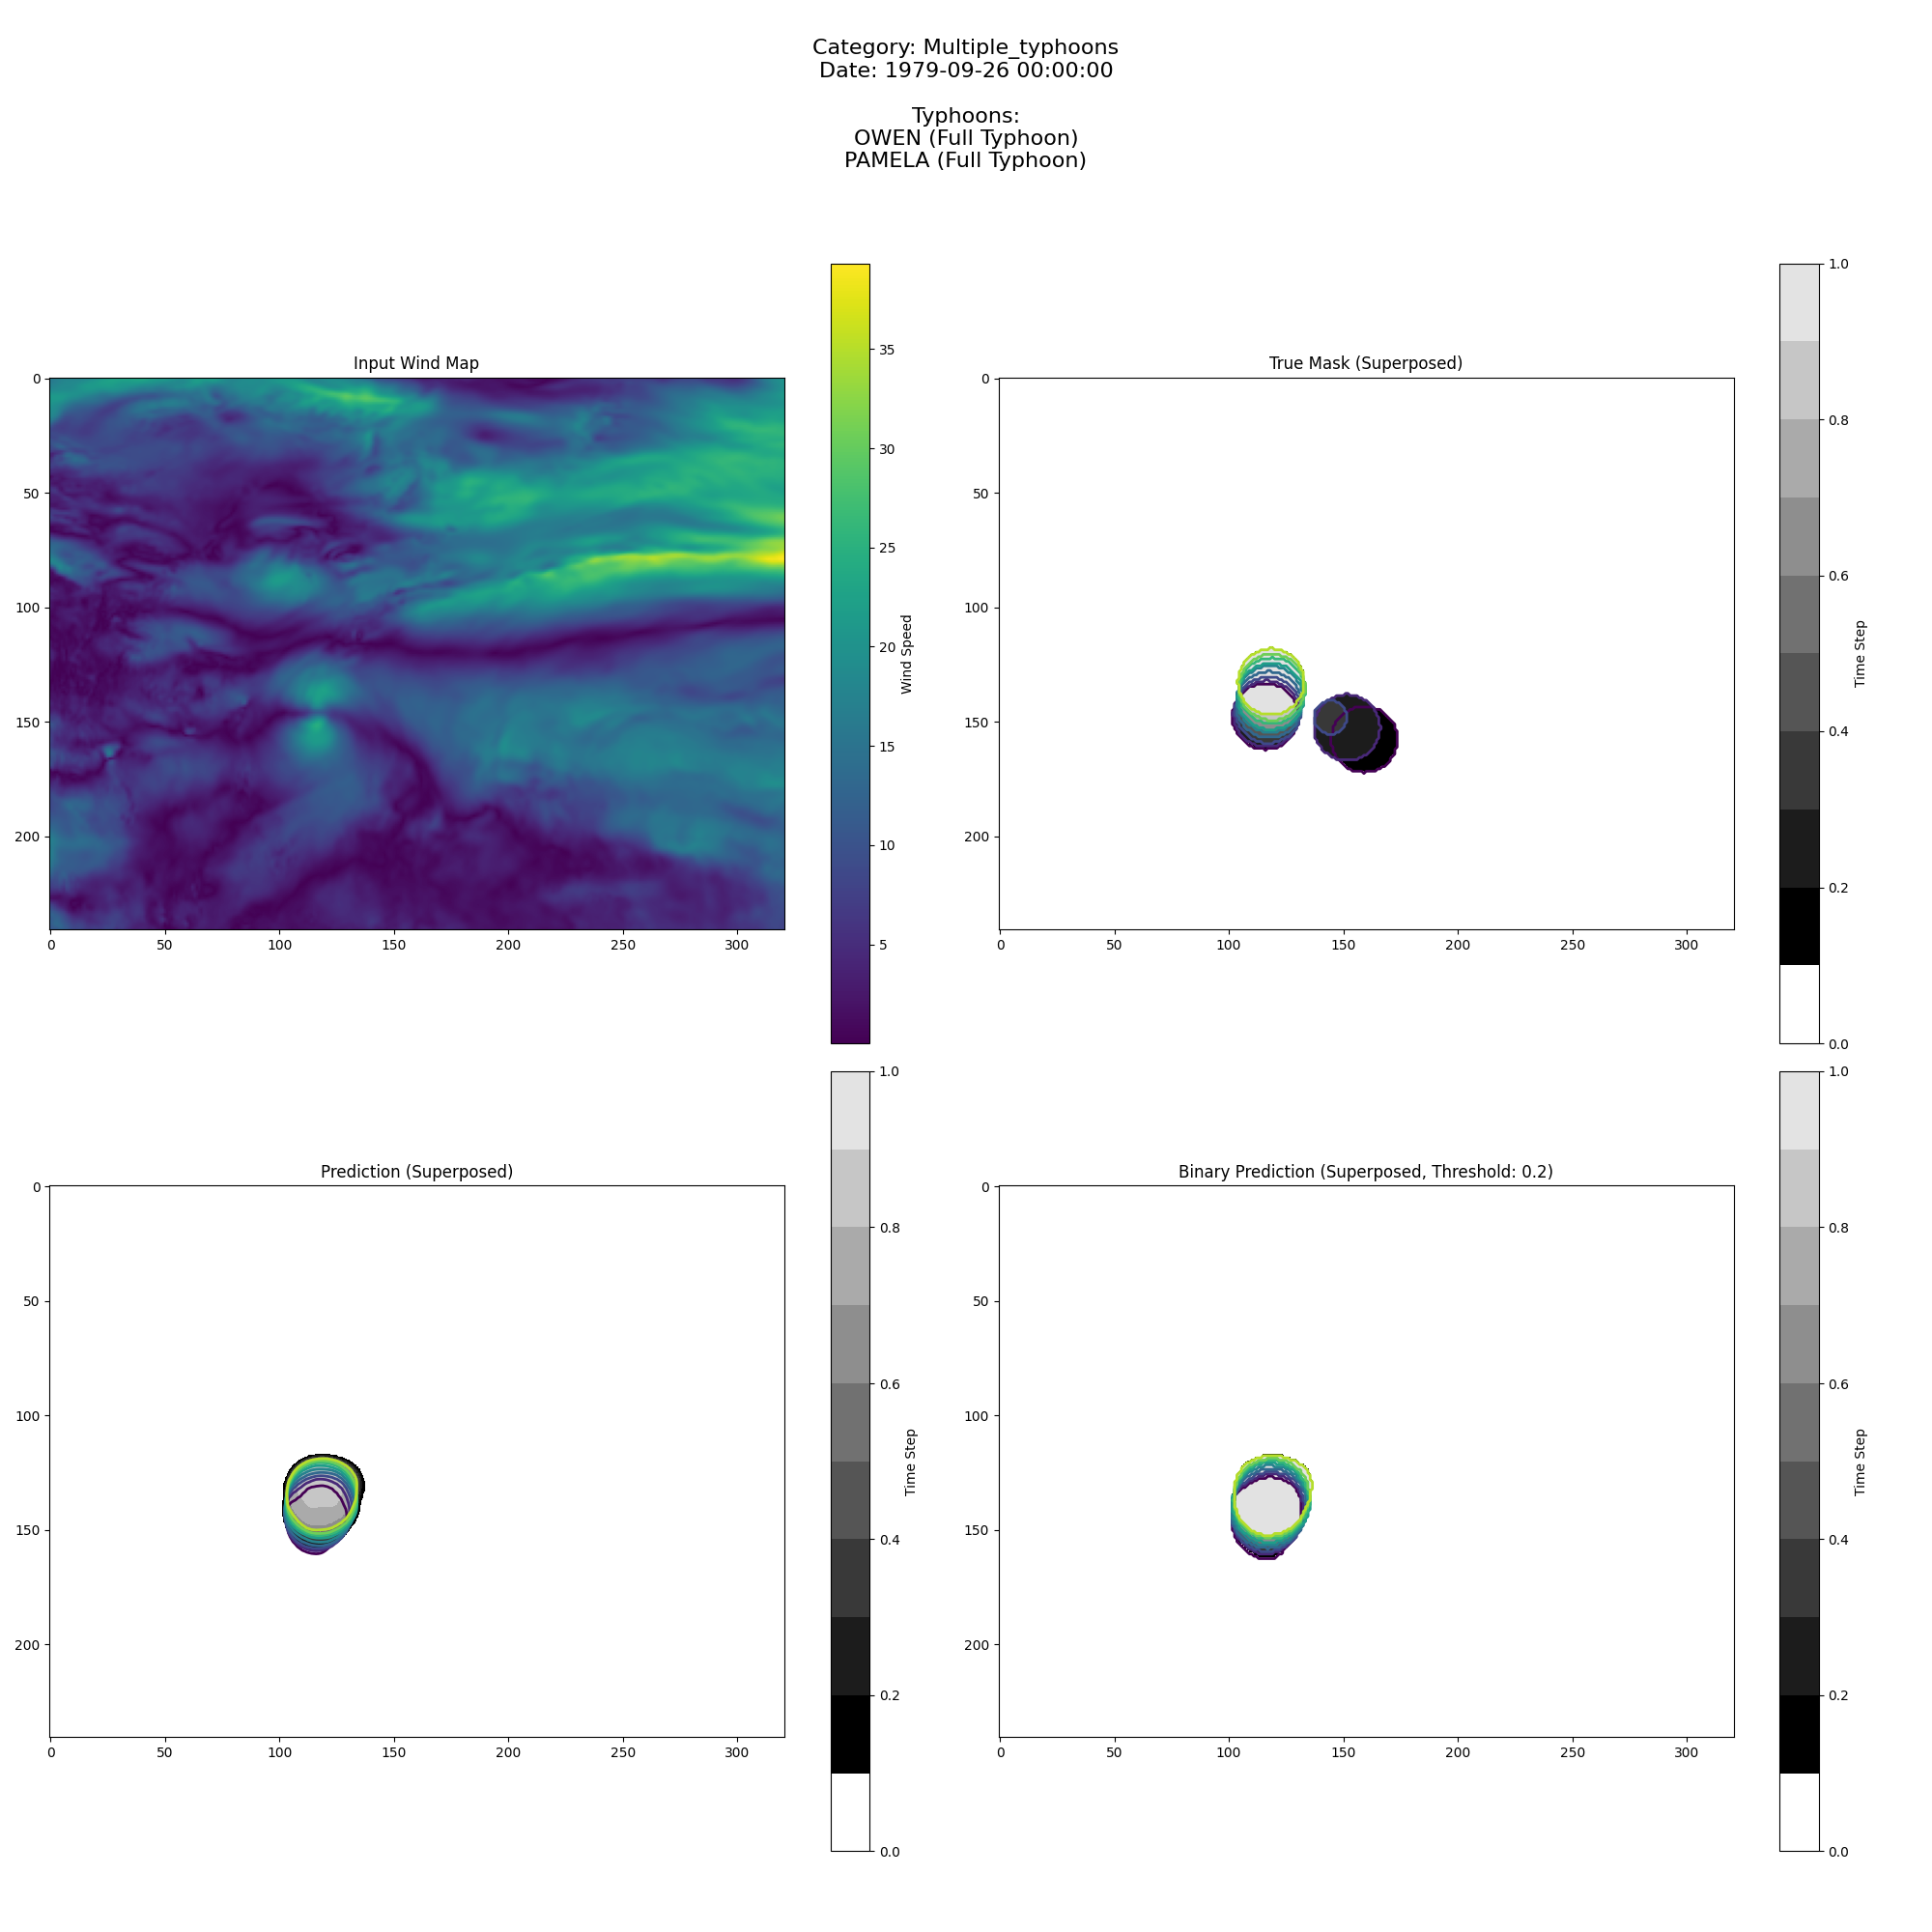 Category: Multiple_typhoons
Date: 1979-09-26 00:00:00
Typhoons:
OWEN (Full Typhoon)
PAMELA (Full Typhoon)
Input Wind Map
0
50
100
150
200
0 50 100 150 200 250 300
35
30
25
20
15
10
5
Wind Speed
True Mask (Superposed)
0
50
100
150
200
0 50 100 150 200 250 300
1.0
0.8
0.6
0.4
0.2
0.0
Time Step
Prediction (Superposed)
0
50
100
150
200
0 50 100 150 200 250 300
1.0
0.8
0.6
0.4
0.2
0.0
Time Step
Binary Prediction (Superposed, Threshold: 0.2)
0
50
100
150
200
0 50 100 150 200 250 300
1.0
0.8
0.6
0.4
0.2
0.0
Time Step